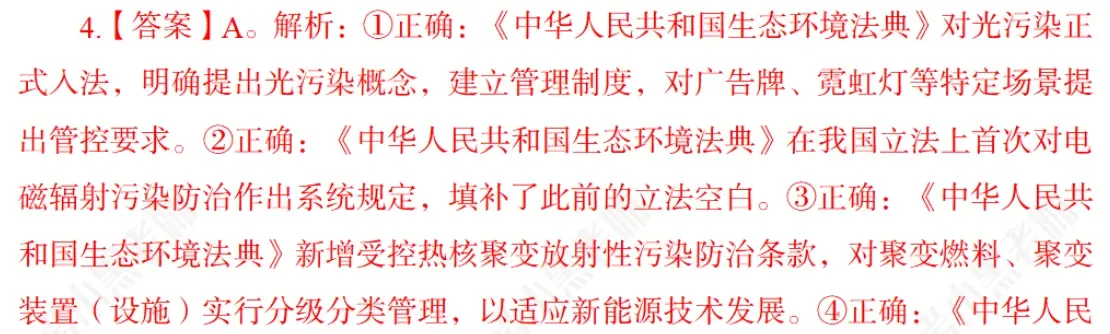 4.【答案】A。解析：①正确：《中华人民共和国生态环境法典》对光污染正
式入法，明确提出光污染概念，建立管理制度，对广告牌、霓虹灯等特定场景提
出管控要求。②正确：《中华人民共和国生态环境法典》在我国立法上首次对电
磁辐射污染防治作出系统规定，填补了此前的立法空白。③正确：《中华人民共
和国生态环境法典》新增受控热核聚变放射性污染防治条款，对聚变燃料、聚变
装置（设施）实行分级分类管理，以适应新能源技术发展。④正确：《中华人民